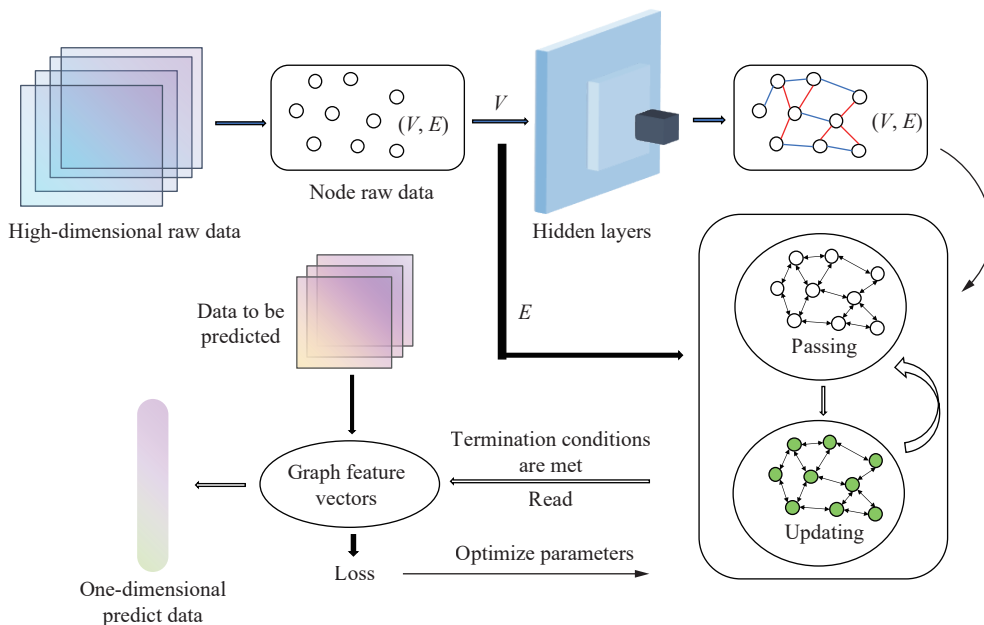 High-dimensional raw data
(V, E)
Node raw data
V
Hidden layers
(V, E)
Data to be
predicted
E
Passing
Updating
Termination conditions
are met
Read
Graph feature
vectors
Loss
Optimize parameters
One-dimensional
predict data